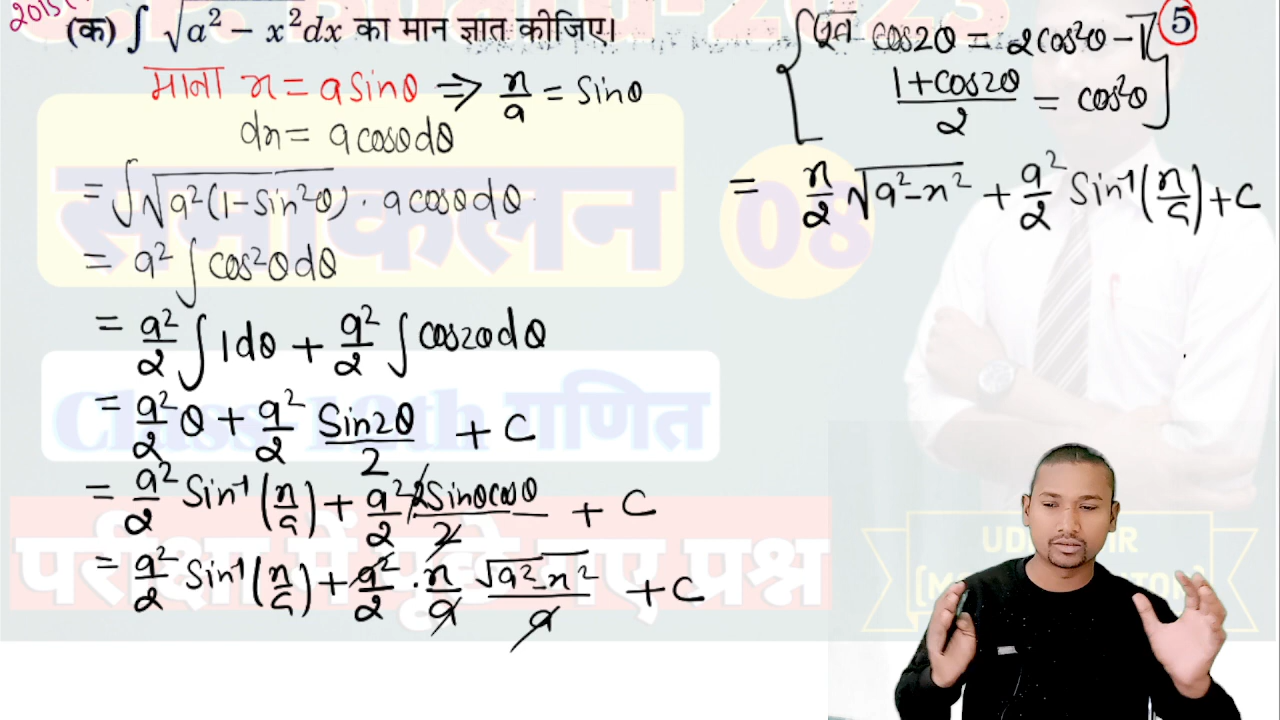 2015
(क) ∫ √a² − x² dx का मान ज्ञात कीजिए।
5
माना x = a sinθ ⇒ x/a = sinθ
dx = a cosθ dθ
= ∫ √a²(1−sin²θ) · a cosθ dθ
= a² ∫ cos²θ dθ
= a²/2 ∫ 1 dθ + a²/2 ∫ cos2θ dθ
= a²/2 θ + a²/2 sin2θ/2 + C
= a²/2 Sin⁻¹(x/a) + a²/2 2Sinθcosθ/2 + C
= a²/2 Sin⁻¹(x/a) + a²/2 · x/a √a²−x²/a + C
सूत्र cos2θ = 2cos²θ − 1
1+cos2θ/2 = cos²θ
= x/2 √a²−x² + a²/2 Sin⁻¹(x/a) + C
समाकलन 08
गणित
परीक्षा में पूछे गए प्रश्न